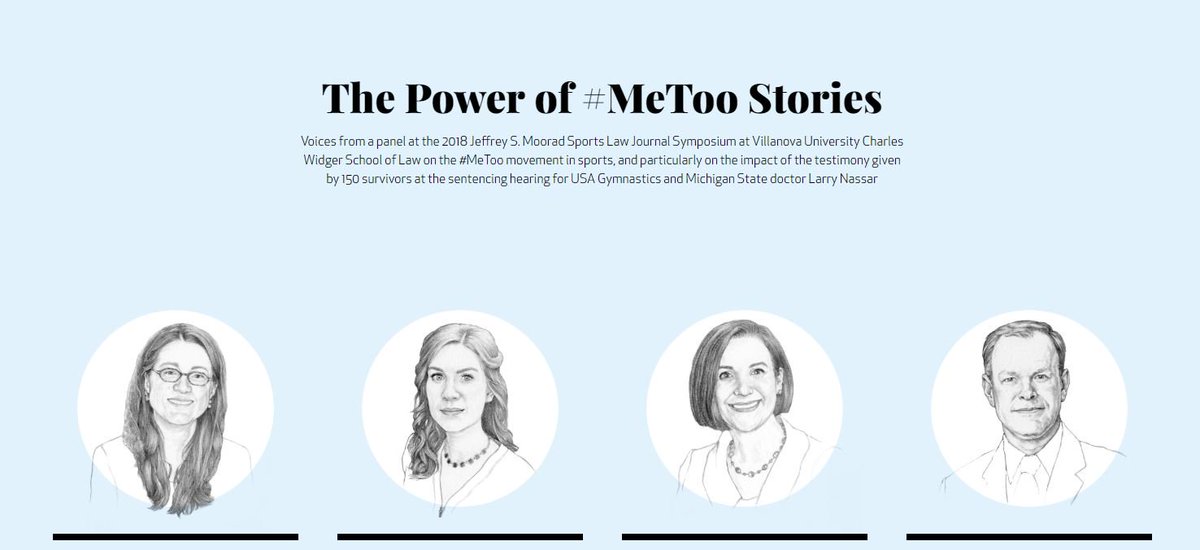 The Power of #MeToo Stories
Voices from a panel at the 2018 Jeffrey S. Moorad Sports Law Journal Symposium at Villanova University Charles
Widger School of Law on the #MeToo movement in sports, and particularly on the impact of the testimony given
by 150 survivors at the sentencing hearing for USA Gymnastics and Michigan State doctor Larry Nassar